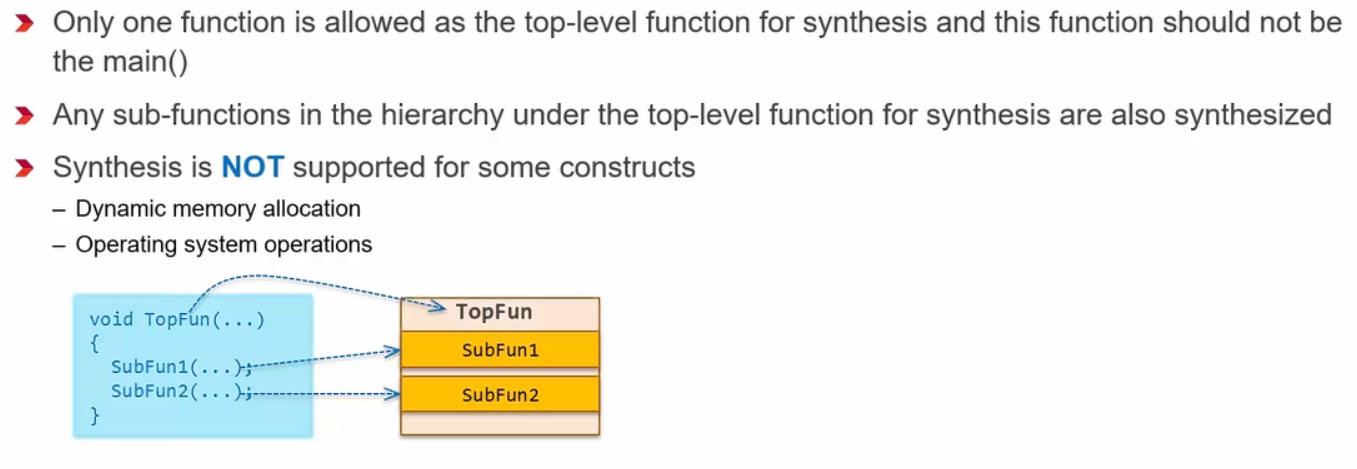 Only one function is allowed as the top-level function for synthesis and this function should not be
the main()
Any sub-functions in the hierarchy under the top-level function for synthesis are also synthesized
Synthesis is NOT supported for some constructs
– Dynamic memory allocation
– Operating system operations
void TopFun(...)
{
SubFun1(...);
SubFun2(...);
}
TopFun
SubFun1
SubFun2